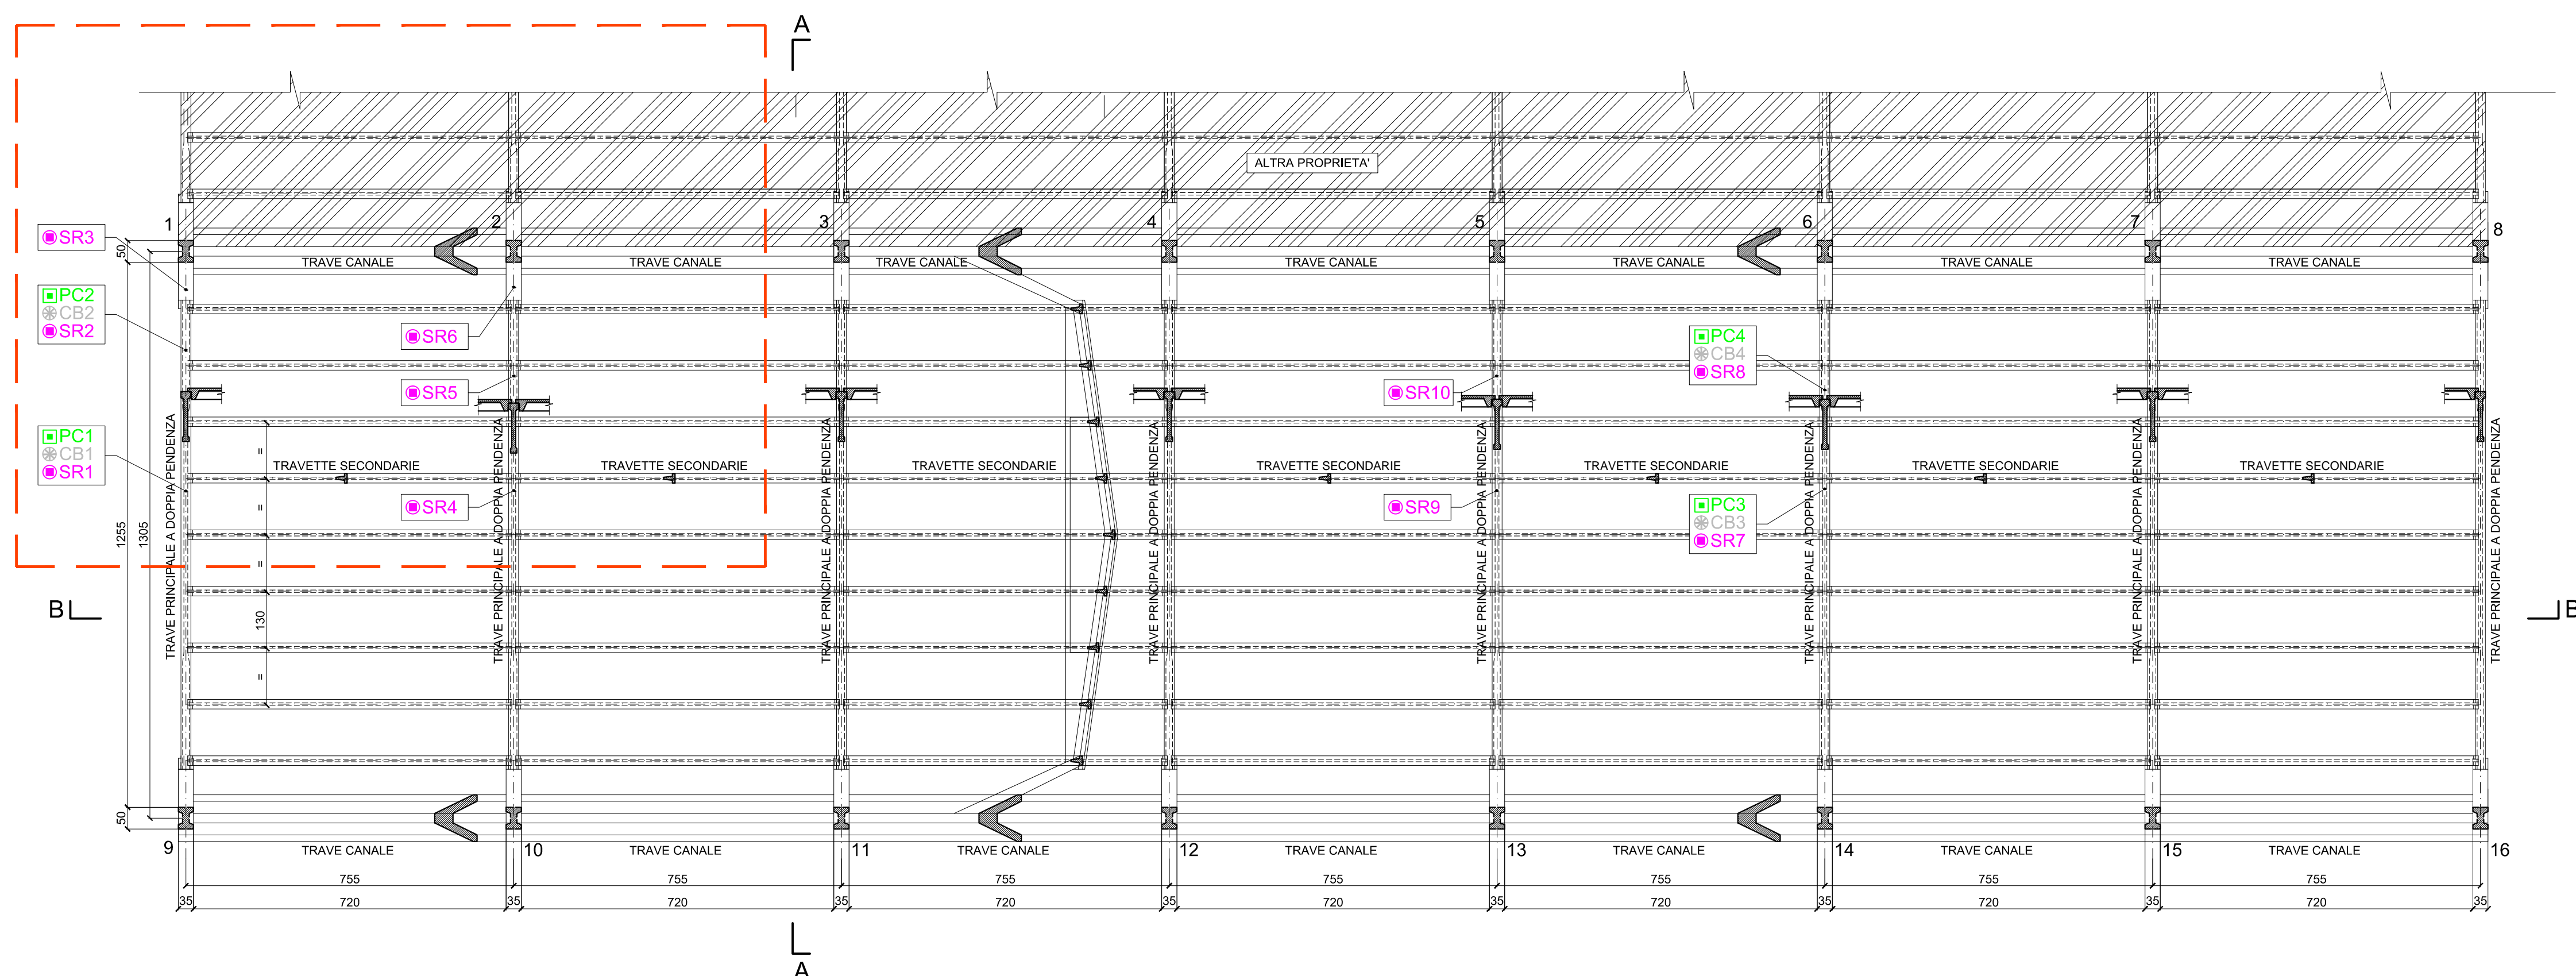 A
ALTRA PROPRIETA'
1
2
3
4
5
6
7
8
SR3
50
TRAVE CANALE
TRAVE CANALE
TRAVE CANALE
TRAVE CANALE
TRAVE CANALE
TRAVE CANALE
TRAVE CANALE
PC2
CB2
SR2
SR6
PC4
CB4
SR8
SR5
SR10
PC1
CB1
SR1
TRAVETTE SECONDARIE
TRAVETTE SECONDARIE
TRAVETTE SECONDARIE
TRAVETTE SECONDARIE
TRAVETTE SECONDARIE
TRAVETTE SECONDARIE
TRAVETTE SECONDARIE
SR4
SR9
PC3
CB3
SR7
TRAVE PRINCIPALE A DOPPIA PENDENZA
TRAVE PRINCIPALE A DOPPIA PENDENZA
TRAVE PRINCIPALE A DOPPIA PENDENZA
TRAVE PRINCIPALE A DOPPIA PENDENZA
TRAVE PRINCIPALE A DOPPIA PENDENZA
TRAVE PRINCIPALE A DOPPIA PENDENZA
TRAVE PRINCIPALE A DOPPIA PENDENZA
TRAVE PRINCIPALE A DOPPIA PENDENZA
1255
1305
=
=
=
130
=
B
B
50
9
10
11
12
13
14
15
16
TRAVE CANALE
TRAVE CANALE
TRAVE CANALE
TRAVE CANALE
TRAVE CANALE
TRAVE CANALE
TRAVE CANALE
755
755
755
755
755
755
755
35
720
35
720
35
720
35
720
35
720
35
720
35
720
35
A